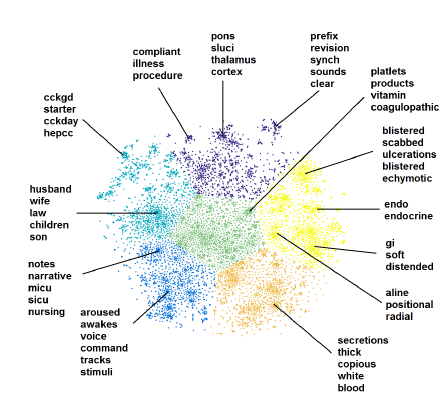 compliant
illness
procedure
pons
sluci
thalamus
cortex
prefix
revision
synch
sounds
clear
platelets
products
vitamin
coagulopathic
cckgd
starter
cckday
hepcc
blistered
scabbed
ulcerations
blistered
echymotic
husband
wife
law
children
son
endo
endocrine
gi
soft
distended
notes
narrative
micu
sicu
nursing
aline
positional
radial
aroused
awakes
voice
command
tracks
stimuli
secretions
thick
copious
white
blood